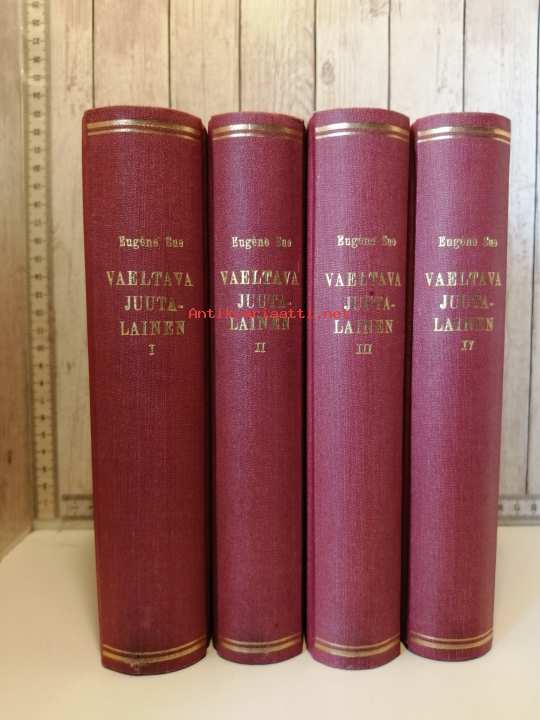 Eugène Sue
VAELTAVA
JUUTA-
LAINEN
I
Eugène Sue
VAELTAVA
JUUTA-
LAINEN
II
Eugène Sue
VAELTAVA
JUUTA-
LAINEN
III
Eugène Sue
VAELTAVA
JUUTA-
LAINEN
IV
Antikvariaatti.net